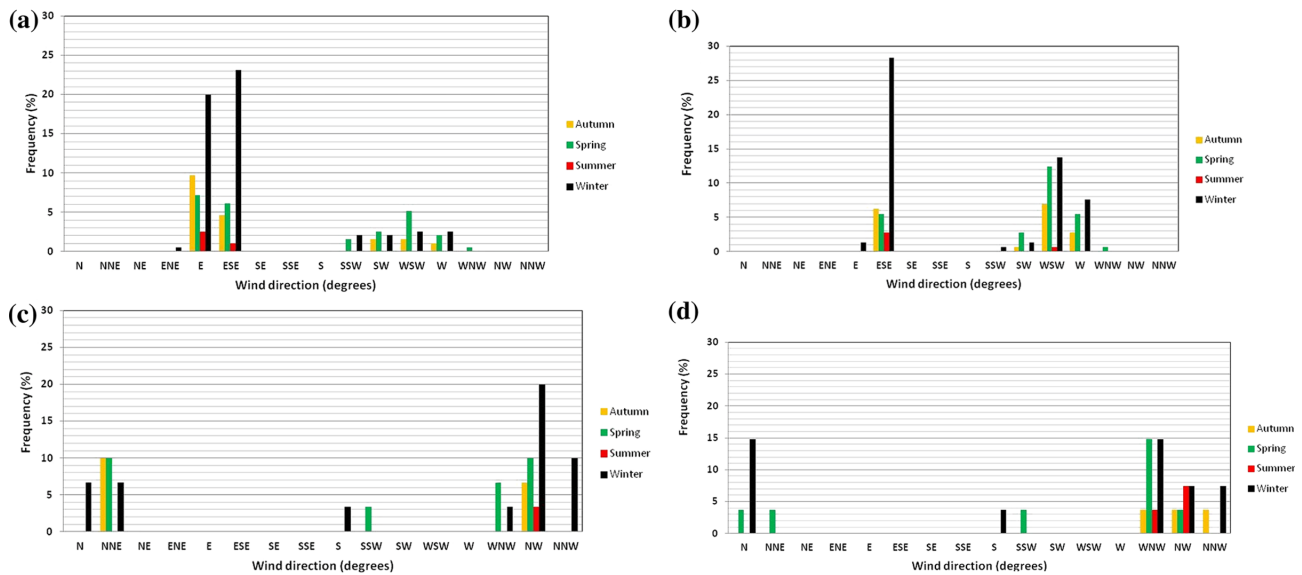 (a)
30
25
20
15
10
5
0
Frequency (%)
N NNE NE ENE E ESE SE SSE S SSW SW WSW W WNW N NNW
Wind direction (degrees)
Autumn
Spring
Summer
Winter
(b)
30
25
20
15
10
5
0
Frequency (%)
N NNE NE ENE E ESE SE SSE S SSW SW WSW W WNW NW NNW
Wind direction (degrees)
Autumn
Spring
Summer
Winter
(c)
30
25
20
15
10
5
0
Frequency (%)
N NNE NE ENE E ESE SE SSE S SSW SW WSW W WNW NW NNW
Wind direction (degrees)
Autumn
Spring
Summer
Winter
(d)
30
25
20
15
10
5
0
Frequency (%)
N NNE NE ENE E ESE SE SSE S SSW SW WSW W WNW NW NNW
Wind direction (degrees)
Autumn
Spring
Summer
Winter